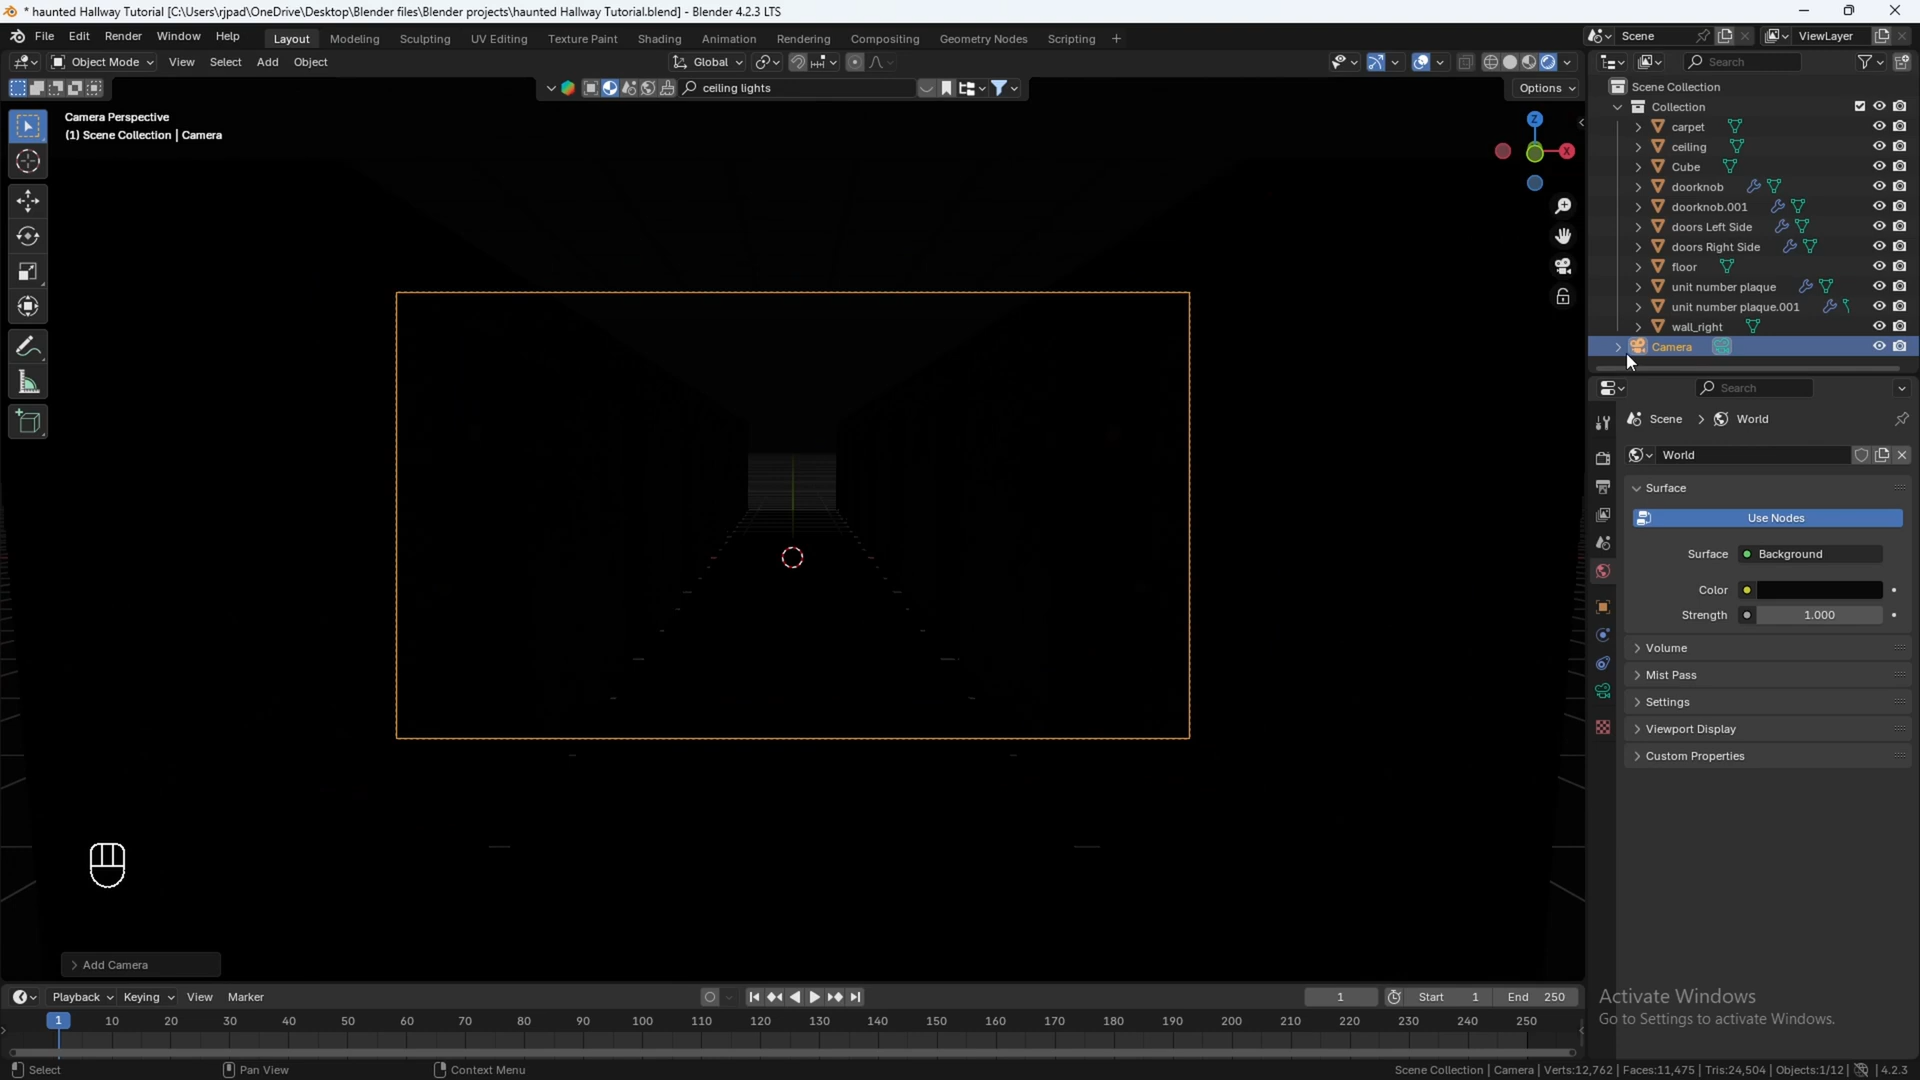 * haunted Hallway Tutorial [C:\Users\rjpad\OneDrive\Desktop\Blender files\Blender projects\haunted Hallway Tutorial.blend] - Blender 4.2.3 LTS
File Edit Render Window Help Layout Modeling Sculpting UV Editing Texture Paint Shading Animation Rendering Compositing Geometry Nodes Scripting + Scene ViewLayer
Object Mode View Select Add Object Global Search
ceiling lights Options
Camera Perspective
(1) Scene Collection | Camera
Z
X
Scene Collection
Collection
carpet
ceiling
Cube
doorknob
doorknob.001
doors Left Side
doors Right Side
floor
unit number plaque
unit number plaque.001
wall_right
Camera
Search
Scene > World
World
Surface
Use Nodes
Surface Background
Color
Strength 1.000
Volume
Mist Pass
Settings
Viewport Display
Custom Properties
Add Camera
Activate Windows
Go to Settings to activate Windows.
Playback Keying View Marker 1 Start 1 End 250
1 10 20 30 40 50 60 70 80 90 100 110 120 130 140 150 160 170 180 190 200 210 220 230 240 250
Select Pan View Context Menu Scene Collection | Camera | Verts:12,762 | Faces:11,475 | Tris:24,504 | Objects:1/12 | 4.2.3